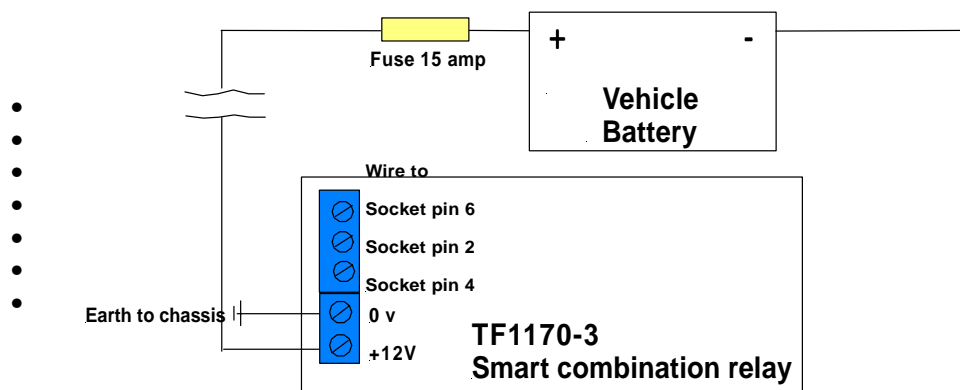 + -
Fuse 15 amp
Vehicle
Battery
Wire to
Socket pin 6
Socket pin 2
Socket pin 4
Earth to chassis
0 v
+12V
TF1170-3
Smart combination relay